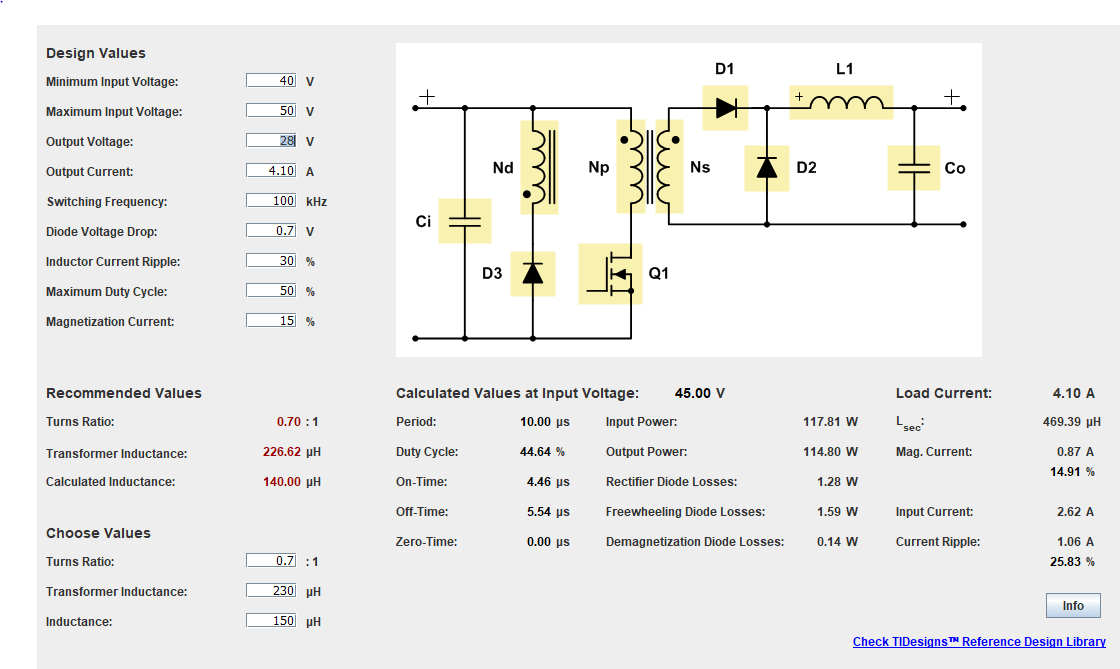 Design Values
Minimum Input Voltage: 40 V
Maximum Input Voltage: 50 V
Output Voltage: 28 V
Output Current: 4.10 A
Switching Frequency: 100 kHz
Diode Voltage Drop: 0.7 V
Inductor Current Ripple: 30 %
Maximum Duty Cycle: 50 %
Magnetization Current: 15 %
D1 L1
+ + +
Nd Np Ns D2 Co
Ci
D3 Q1
Recommended Values
Turns Ratio: 0.70 : 1
Transformer Inductance: 226.62 µH
Calculated Inductance: 140.00 µH
Choose Values
Turns Ratio: 0.7 : 1
Transformer Inductance: 230 µH
Inductance: 150 µH
Calculated Values at Input Voltage: 45.00 V Load Current: 4.10 A
Period: 10.00 µs Input Power: 117.81 W Lsec: 469.39 µH
Duty Cycle: 44.64 % Output Power: 114.80 W Mag. Current: 0.87 A
14.91 %
On-Time: 4.46 µs Rectifier Diode Losses: 1.28 W
Off-Time: 5.54 µs Freewheeling Diode Losses: 1.59 W Input Current: 2.62 A
Zero-Time: 0.00 µs Demagnetization Diode Losses: 0.14 W Current Ripple: 1.06 A
25.83 %
Info
Check TIDesigns™ Reference Design Library